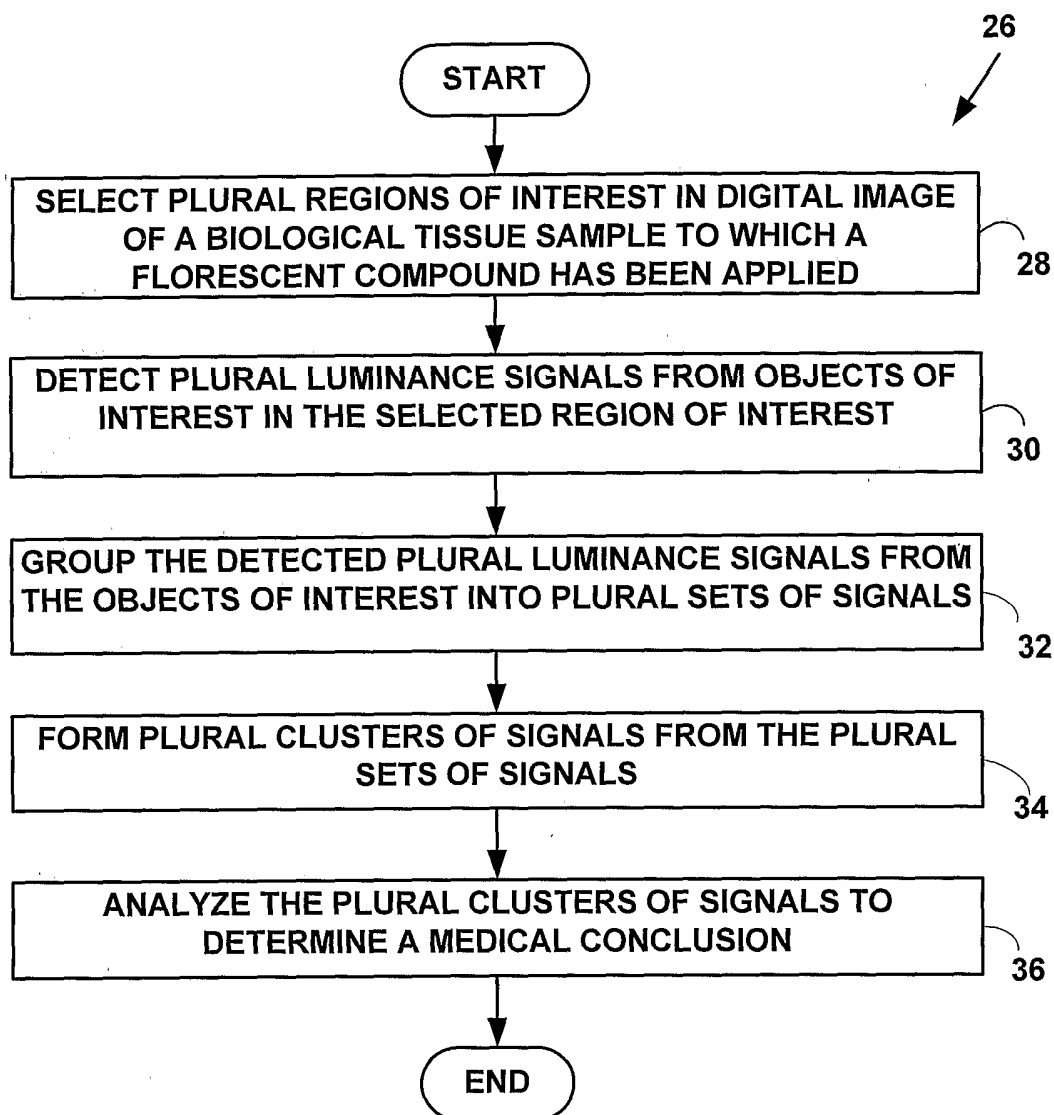 26
START
SELECT PLURAL REGIONS OF INTEREST IN DIGITAL IMAGE
OF A BIOLOGICAL TISSUE SAMPLE TO WHICH A
FLORESCENT COMPOUND HAS BEEN APPLIED
28
DETECT PLURAL LUMINANCE SIGNALS FROM OBJECTS OF
INTEREST IN THE SELECTED REGION OF INTEREST
30
GROUP THE DETECTED PLURAL LUMINANCE SIGNALS FROM
THE OBJECTS OF INTEREST INTO PLURAL SETS OF SIGNALS
32
FORM PLURAL CLUSTERS OF SIGNALS FROM THE PLURAL
SETS OF SIGNALS
34
ANALYZE THE PLURAL CLUSTERS OF SIGNALS TO
DETERMINE A MEDICAL CONCLUSION
36
END